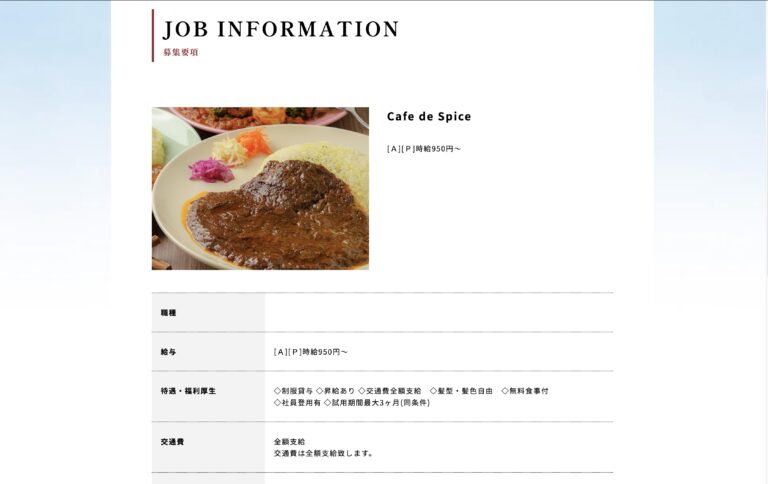 JOB INFORMATION
募集要項
Cafe de Spice
[Ａ][Ｐ]時給950円～
職種
給与
[Ａ][Ｐ]時給950円～
待遇・福利厚生
◇制服貸与 ◇昇給あり ◇交通費全額支給　◇髪型・髪色自由　◇無料食事付
◇社員登用有 ◇試用期間最大3ヶ月(同条件)
交通費
全額支給
交通費は全額支給致します。